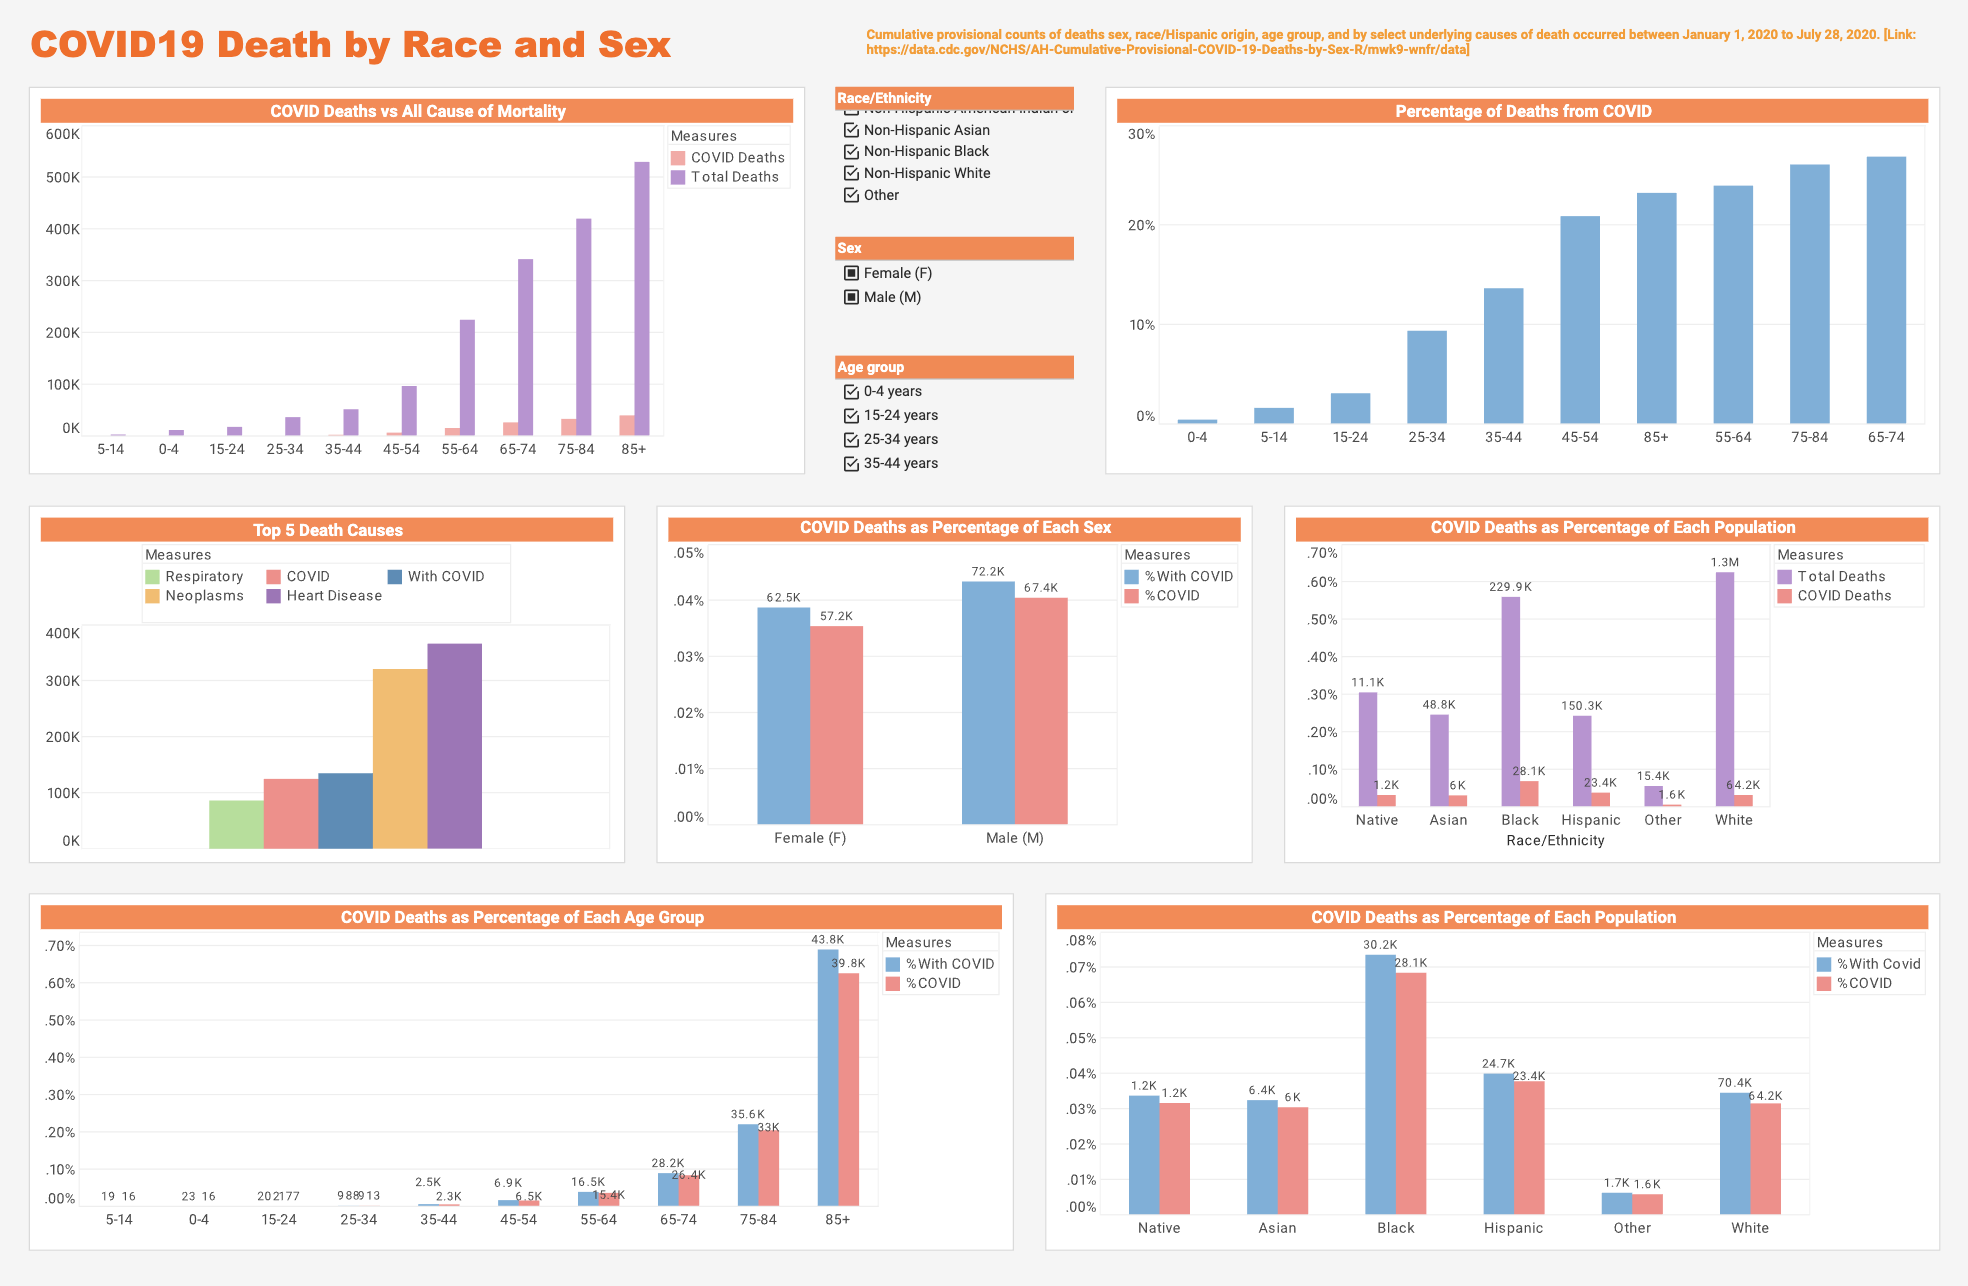 COVID19 Death by Race and Sex
Cumulative provisional counts of deaths sex, race/Hispanic origin, age group, and by select underlying causes of death occurred between January 1, 2020 to July 28, 2020. [Link:
https://data.cdc.gov/NCHS/AH-Cumulative-Provisional-COVID-19-Deaths-by-Sex-R/mwk9-wnfr/data]
COVID Deaths vs All Cause of Mortality
600K
500K
400K
300K
200K
100K
0K
5-14 0-4 15-24 25-34 35-44 45-54 55-64 65-74 75-84 85+
Measures
COVID Deaths
Total Deaths
Race/Ethnicity
Non-Hispanic American Indian or
Non-Hispanic Asian
Non-Hispanic Black
Non-Hispanic White
Other
Sex
Female (F)
Male (M)
Age group
0-4 years
15-24 years
25-34 years
35-44 years
Percentage of Deaths from COVID
30%
20%
10%
0%
0-4 5-14 15-24 25-34 35-44 45-54 85+ 55-64 75-84 65-74
Top 5 Death Causes
Measures
Respiratory COVID With COVID
Neoplasms Heart Disease
400K
300K
200K
100K
0K
COVID Deaths as Percentage of Each Sex
.05%
.04%
.03%
.02%
.01%
.00%
62.5K 57.2K 72.2K 67.4K
Female (F) Male (M)
Measures
%With COVID
%COVID
COVID Deaths as Percentage of Each Population
.70%
.60%
.50%
.40%
.30%
.20%
.10%
.00%
11.1K 1.2K 48.8K 6K 229.9K 28.1K 150.3K 23.4K 15.4K 1.6K 1.3M 64.2K
Native Asian Black Hispanic Other White
Race/Ethnicity
Measures
Total Deaths
COVID Deaths
COVID Deaths as Percentage of Each Age Group
.70%
.60%
.50%
.40%
.30%
.20%
.10%
.00%
19 16 23 16 202 177 988 913 2.5K 2.3K 6.9K 6.5K 16.5K 15.4K 28.2K 26.4K 35.6K 33K 43.8K 39.8K
5-14 0-4 15-24 25-34 35-44 45-54 55-64 65-74 75-84 85+
Measures
%With COVID
%COVID
COVID Deaths as Percentage of Each Population
.08%
.07%
.06%
.05%
.04%
.03%
.02%
.01%
.00%
1.2K 1.2K 6.4K 6K 30.2K 28.1K 24.7K 23.4K 1.7K 1.6K 70.4K 64.2K
Native Asian Black Hispanic Other White
Measures
%With Covid
%COVID